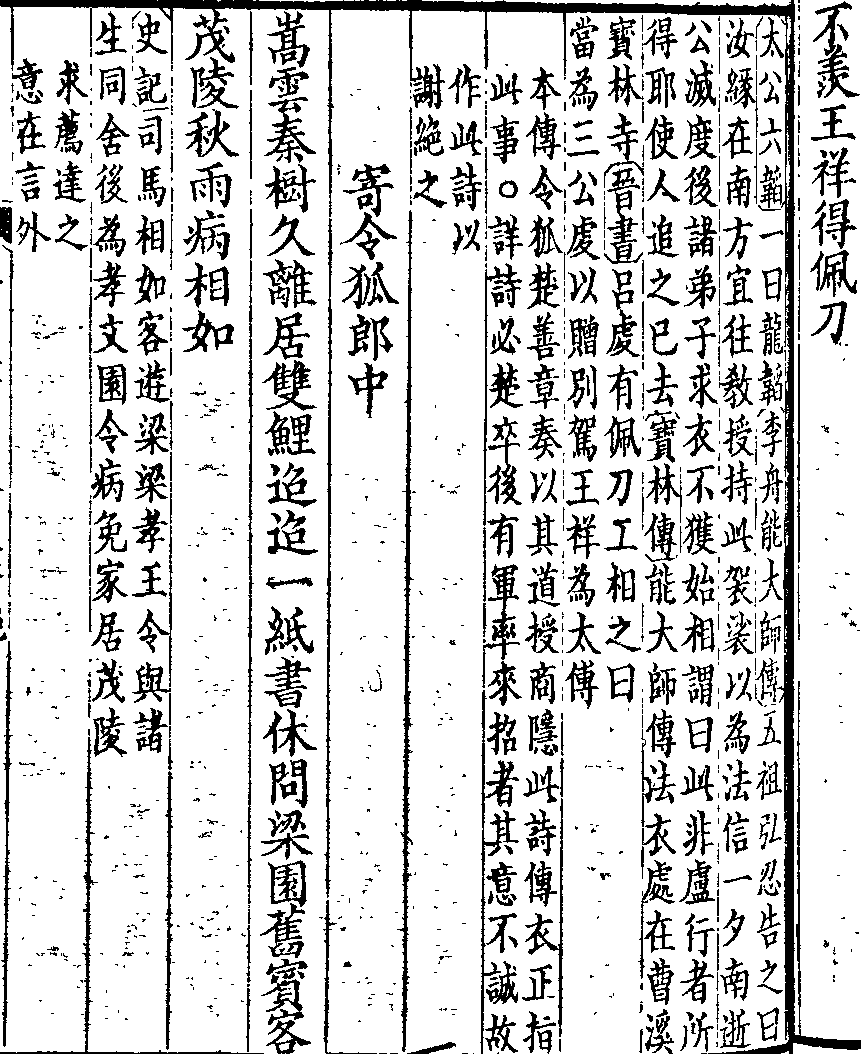 不羨王祥得佩刀
太公六韜一曰龍韜李舟能大師傳五祖弘忍告之曰
汝緣在南方宜往敎授持此袈裟以為法信一夕南逝
公滅度後諸弟子求衣不獲始相謂曰此非盧行者所
得耶使人追之已去寶林傳能大師傳法衣處在曹溪
寶林寺晉書呂虔有佩刀工相之曰
當為三公虔以贈別駕王祥為太傅
本傳令狐楚善章奏以其道授商隱此詩傳衣正指
此事○詳詩必楚卒後有軍率來招者其意不誠故
作此詩以
謝絕之
寄令狐郎中
嵩雲秦樹久離居雙鯉迢迢一紙書休問梁園舊賓客
茂陵秋雨病相如
史記司馬相如客遊梁梁孝王令與諸
生同舍後為孝文園令病免家居茂陵
求薦達之
意在言外